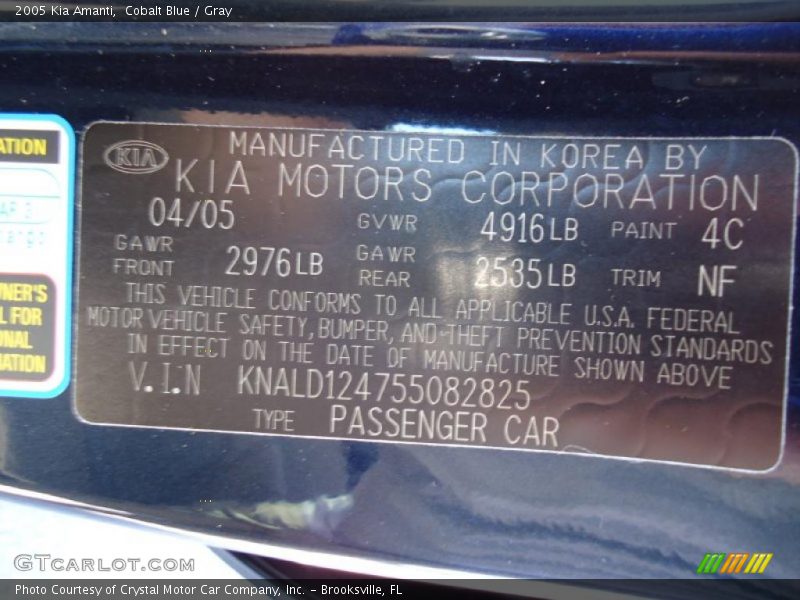 2005 Kia Amanti,  Cobalt Blue / Gray
ATION
NER'S
L FOR
ONAL
MATION
KIA
MANUFACTURED IN KOREA BY
KIA MOTORS CORPORATION
04/05 GVWR 4916LB PAINT 4C
GAWR FRONT 2976LB GAWR REAR 2535LB TRIM NF
THIS VEHICLE CONFORMS TO ALL APPLICABLE U.S.A. FEDERAL
MOTOR VEHICLE SAFETY, BUMPER, AND THEFT PREVENTION STANDARDS
IN EFFECT ON THE DATE OF MANUFACTURE SHOWN ABOVE
V.I.N KNALD124755082825
TYPE PASSENGER CAR
GTCARLOT.COM
Photo Courtesy of Crystal Motor Car Company, Inc. – Brooksville, FL